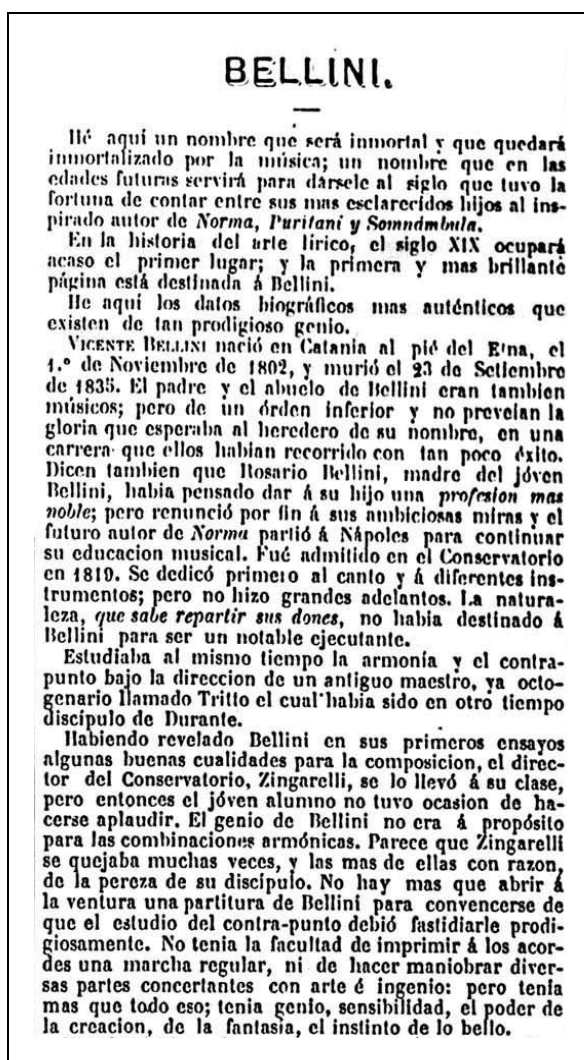 BELLINI.
Hé aquí un nombre que será inmortal y que quedará
inmortalizado por la música; un nombre que en las
edades futuras servirá para dársele al siglo que tuvo la
fortuna de contar entre sus mas esclarecidos hijos al ins-
pirado autor de Norma, Puritani y Somnámbula.
En la historia del arte lírico, el siglo XIX ocupará
acaso el primer lugar; y la primera y mas brillante
página está destinada á Bellini.
He aquí los datos biográficos mas auténticos que
existen de tan prodigioso genio.
VICENTE BELLINI nació en Catania al pié del Etna, el
1.º de Noviembre de 1802, y murió el 23 de Setiembre
de 1835. El padre y el abuelo de Bellini eran tambien
músicos; pero de un órden inferior y no preveian la
gloria que esperaba al heredero de su nombre, en una
carrera que ellos habian recorrido con tan poco éxito.
Dicen tambien que Rosario Bellini, madre del jóven
Bellini, habia pensado dar á su hijo una profesion mas
noble; pero renunció por fin á sus ambiciosas miras y el
futuro autor de Norma partió á Nápoles para continuar
su educacion musical. Fué admitido en el Conservatorio
en 1819. Se dedicó primero al canto y á diferentes ins-
trumentos; pero no hizo grandes adelantos. La natura-
leza, que sabe repartir sus dones, no habia destinado á
Bellini para ser un notable ejecutante.
Estudiaba al mismo tiempo la armonía y el contra-
punto bajo la direccion de un antiguo maestro, ya octo-
genario llamado Tritto el cual habia sido en otro tiempo
discípulo de Durante.
Habiendo revelado Bellini en sus primeros ensayos
algunas buenas cualidades para la composicion, el direc-
tor del Conservatorio, Zingarelli, se lo llevó á su clase,
pero entonces el jóven alumno no tuvo ocasion de ha-
cerse aplaudir. El genio de Bellini no era á propósito
para las combinaciones armónicas. Parece que Zingarelli
se quejaba muchas veces, y las mas de ellas con razon,
de la pereza de su discípulo. No hay mas que abrir á
la ventura una partitura de Bellini para convencerse de
que el estudio del contra-punto debió fastidiarle prodi-
giosamente. No tenia la facultad de imprimir á los acor-
des una marcha regular, ni de hacer maniobrar diver-
sas partes concertantes con arte é ingenio: pero tenia
mas que todo eso; tenia genio, sensibilidad, el poder de
la creacion, de la fantasía, el instinto de lo bello.